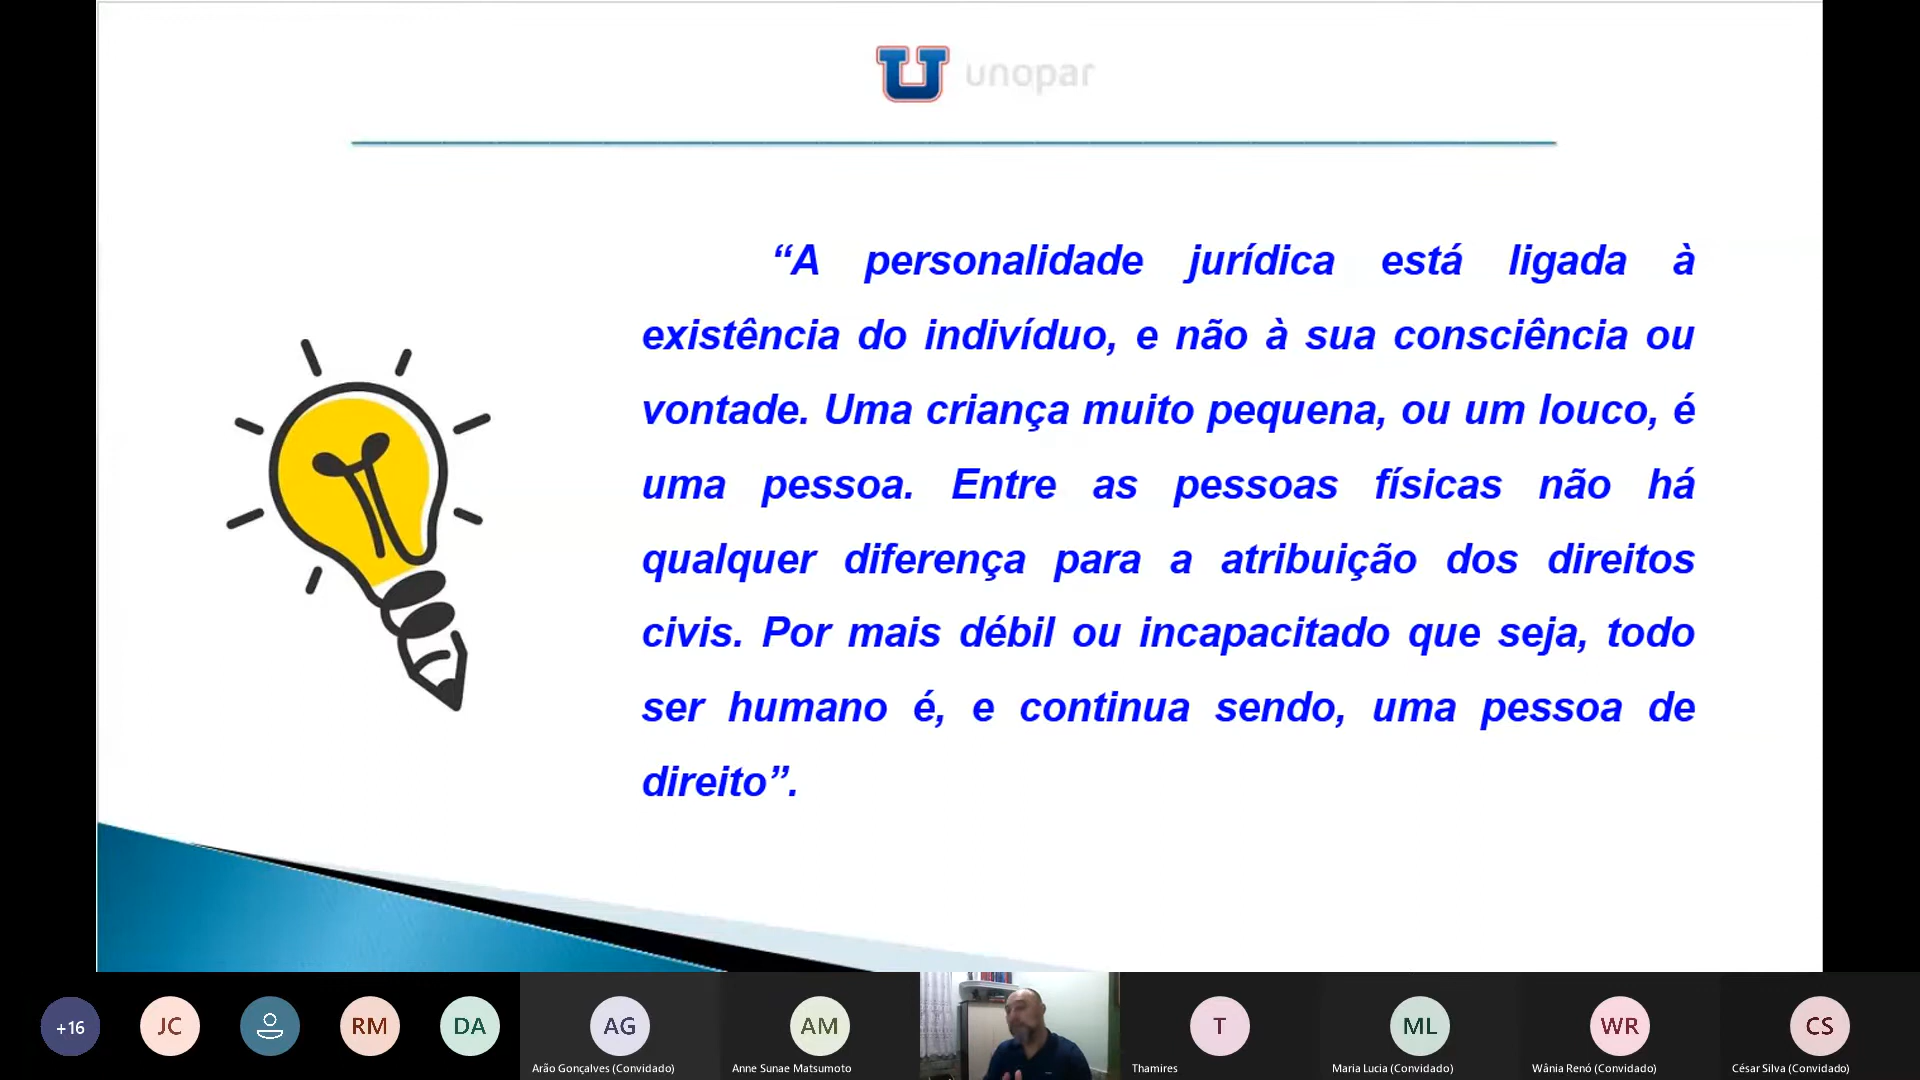 unopar
“A personalidade jurídica está ligada à
existência do indivíduo, e não à sua consciência ou
vontade. Uma criança muito pequena, ou um louco, é
uma pessoa. Entre as pessoas físicas não há
qualquer diferença para a atribuição dos direitos
civis. Por mais débil ou incapacitado que seja, todo
ser humano é, e continua sendo, uma pessoa de
direito”.
+16
JC
RM
DA
AG
AM
T
ML
WR
CS
Arão Gonçalves (Convidado)
Anne Sunae Matsumoto
Thamires
Maria Lucia (Convidado)
Wânia Renó (Convidado)
César Silva (Convidado)